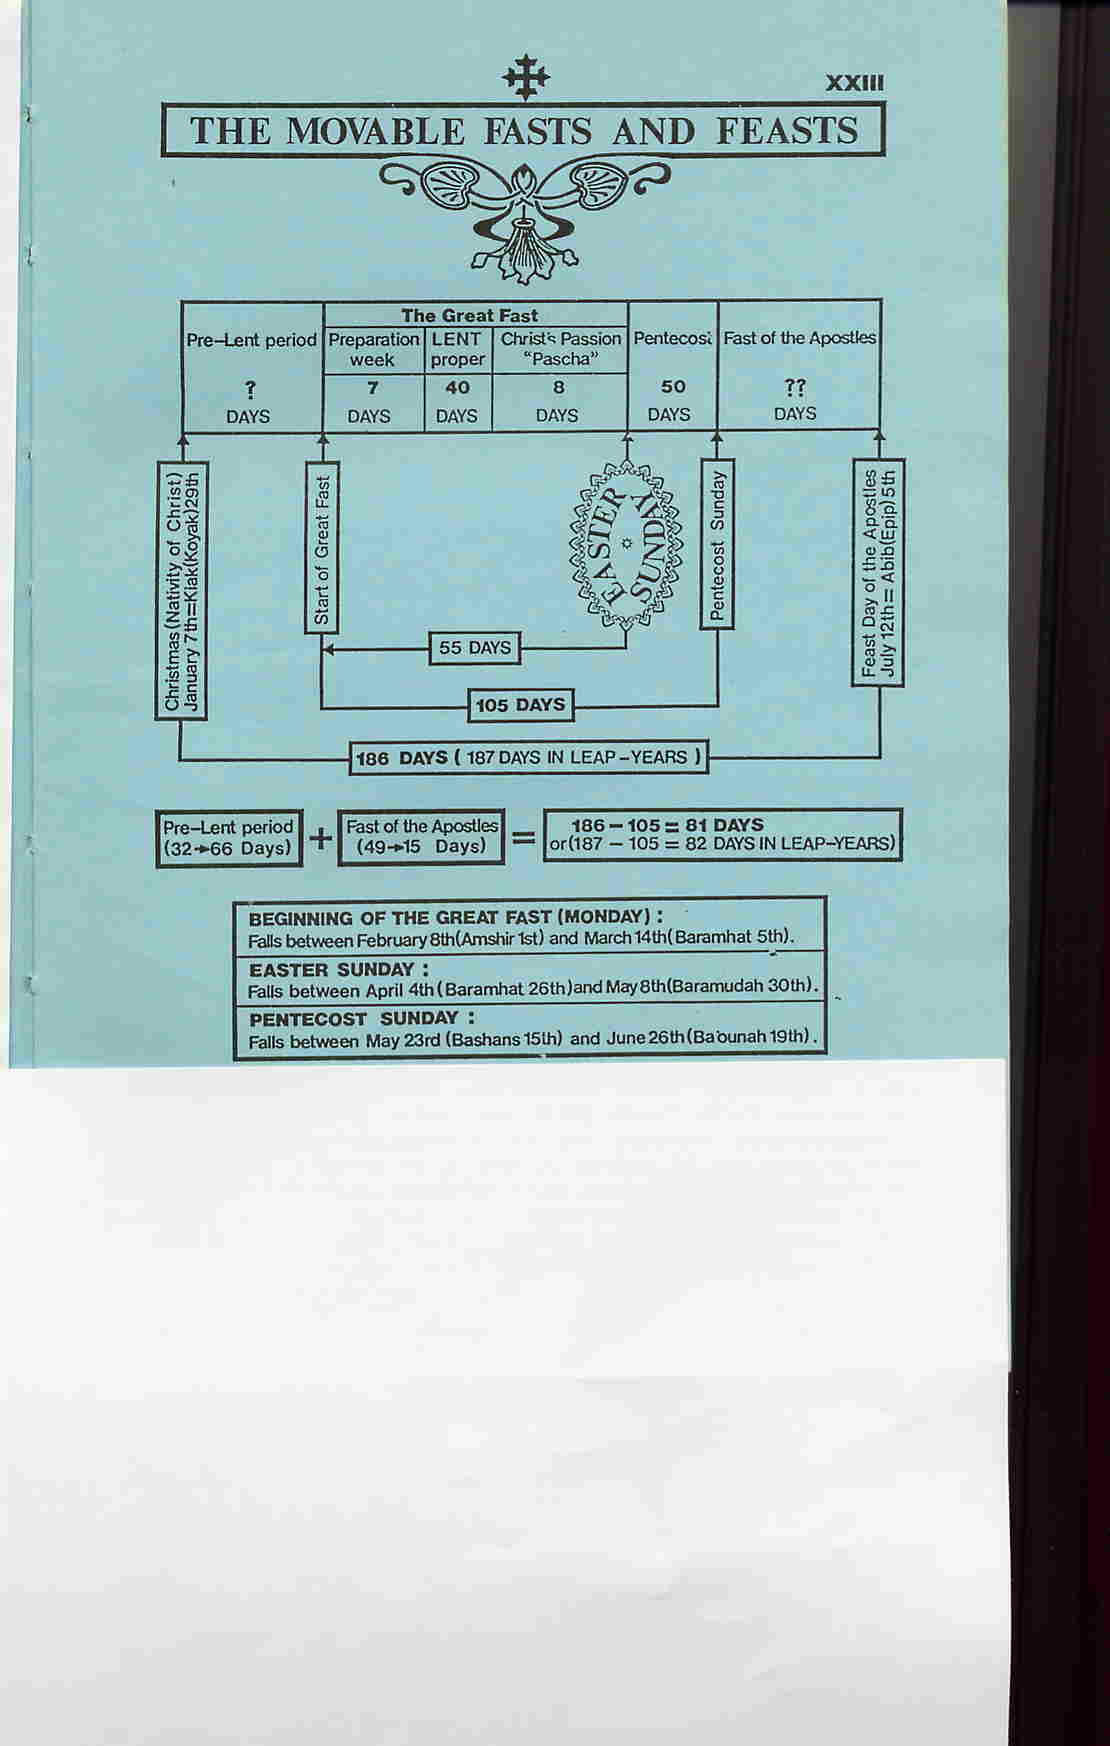 XXIII
THE MOVABLE FASTS AND FEASTS
The Great Fast
Pre-Lent period
?
DAYS
Preparation
week
7
DAYS
LENT
proper
40
DAYS
Christ's Passion
"Pascha"
8
DAYS
Pentecost
50
DAYS
Fast of the Apostles
??
DAYS
Christmas (Nativity of Christ)
January 7th=Kiak(Koyak)29th
Start of Great Fast
EASTER
SUNDAY
Pentecost Sunday
Feast Day of the Apostles
July 12th= Abib(Epip) 5th
55 DAYS
105 DAYS
186 DAYS ( 187 DAYS IN LEAP-YEARS )
Pre-Lent period
(32→66 Days)
+
Fast of the Apostles
(49→15 Days)
=
186 - 105 = 81 DAYS
or(187 - 105 = 82 DAYS IN LEAP-YEARS)
BEGINNING OF THE GREAT FAST (MONDAY) :
Falls between February 8th(Amshir 1st) and March 14th(Baramhat 5th).
EASTER SUNDAY :
Falls between April 4th (Baramhat 26th)and May 8th(Baramudah 30th).
PENTECOST SUNDAY :
Falls between May 23rd (Bashans 15th) and June 26th(Ba'ounah 19th).